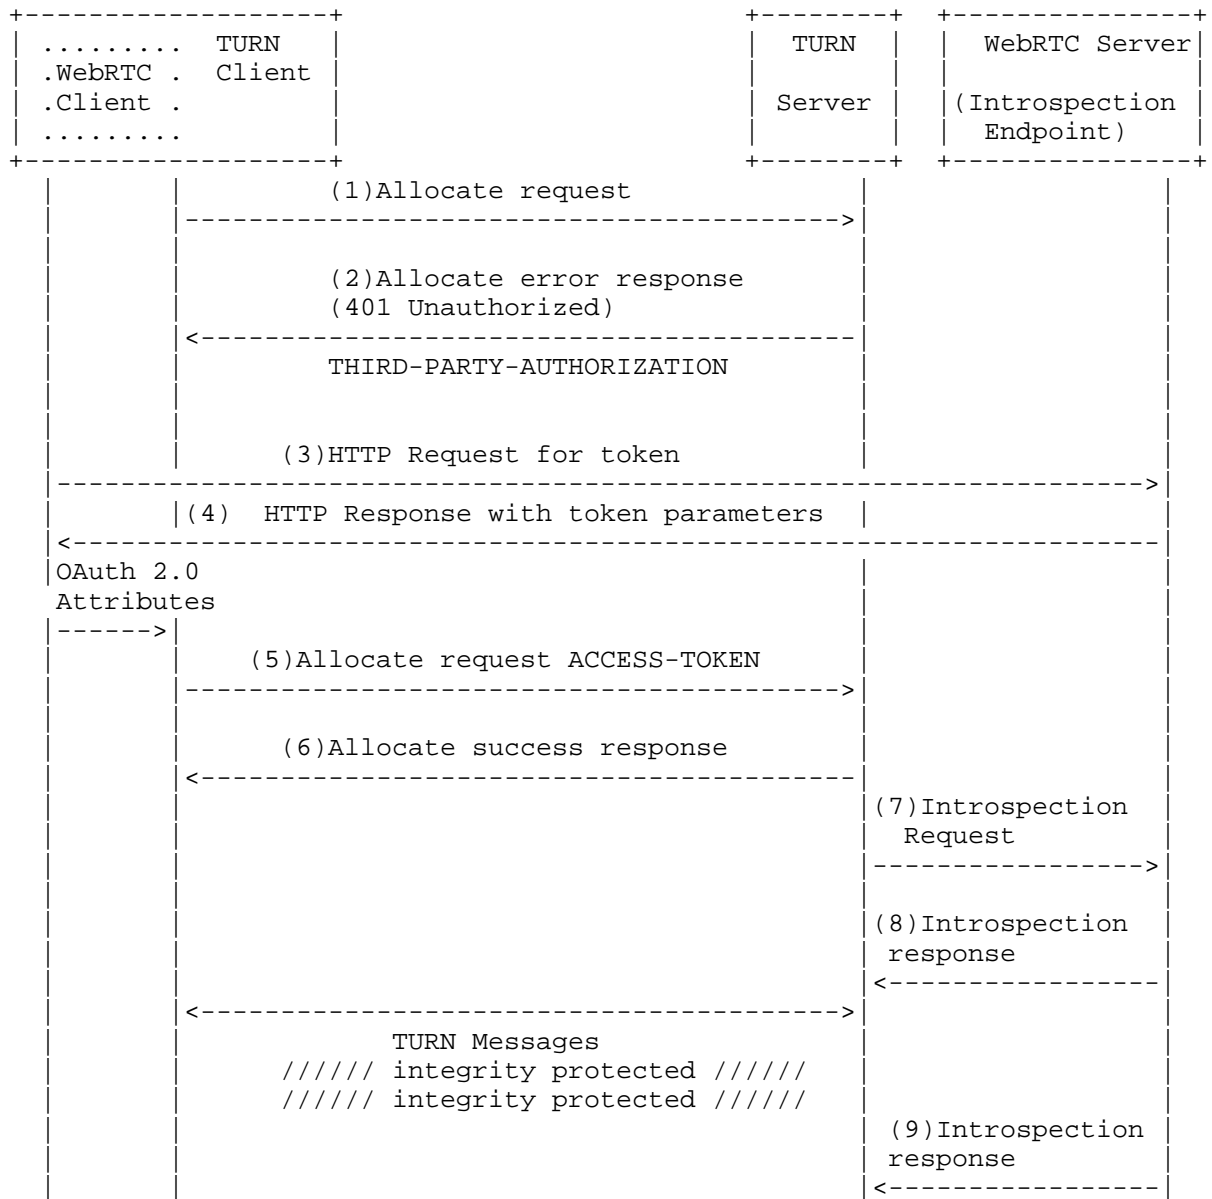 ......... TURN TURN WebRTC Server
.WebRTC . Client
.Client . Server (Introspection
......... Endpoint)
(1)Allocate request
(2)Allocate error response
(401 Unauthorized)
THIRD-PARTY-AUTHORIZATION
(3)HTTP Request for token
(4) HTTP Response with token parameters
OAuth 2.0
Attributes
(5)Allocate request ACCESS-TOKEN
(6)Allocate success response
(7)Introspection
Request
(8)Introspection
response
TURN Messages
////// integrity protected //////
////// integrity protected //////
(9)Introspection
response